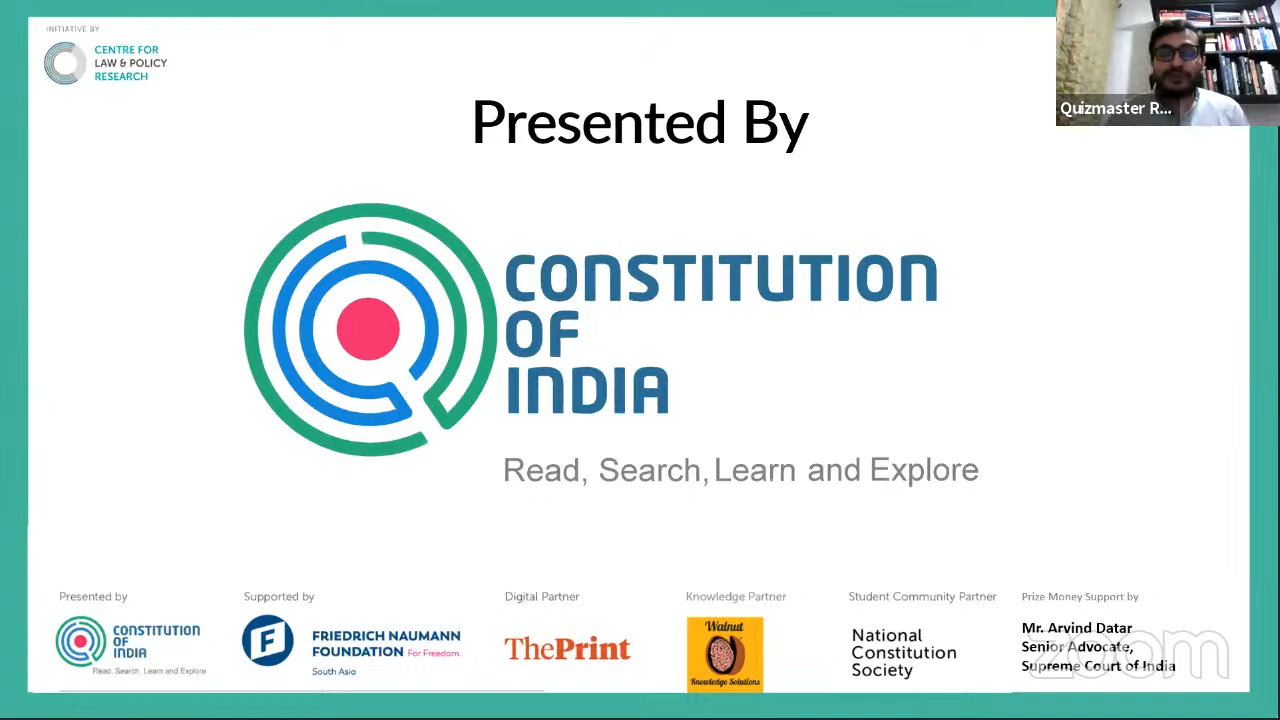 INITIATIVE BY
CENTRE FOR
LAW & POLICY
RESEARCH
Presented By
Quizmaster R...
CONSTITUTION
OF
INDIA
Read, Search, Learn and Explore
Presented by
CONSTITUTION
OF
INDIA
Read, Search, Learn and Explore
Supported by
F
FRIEDRICH NAUMANN
FOUNDATION For Freedom.
South Asia
Digital Partner
ThePrint
Knowledge Partner
Walnut
Knowledge Solutions
Student Community Partner
National
Constitution
Society
Prize Money Support by
Mr. Arvind Datar
Senior Advocate,
Supreme Court of India
zoom